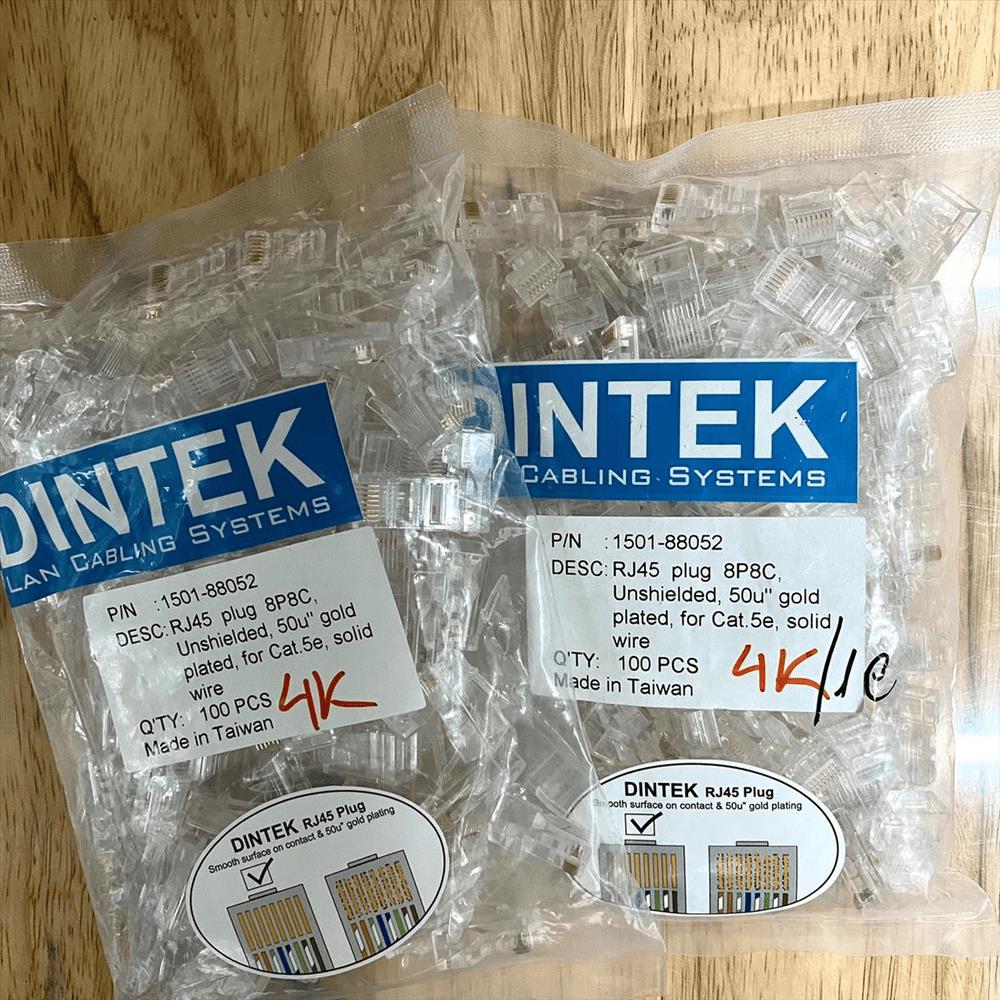 DINTEK
LAN CABLING SYSTEMS
P/N :1501-88052
DESC: RJ45 plug 8P8C,
Unshielded, 50u" gold
plated, for Cat.5e, solid
wire
Q'TY: 100 PCS
Made in Taiwan
4K
DINTEK RJ45 Plug
Smooth surface on contact & 50u" gold plating
DINTEK
CABLING SYSTEMS
P/N :1501-88052
DESC: RJ45 plug 8P8C,
Unshielded, 50u" gold
plated, for Cat.5e, solid
wire
Q'TY: 100 PCS
Made in Taiwan
4K/1c
DINTEK RJ45 Plug
Smooth surface on contact & 50u" gold plating